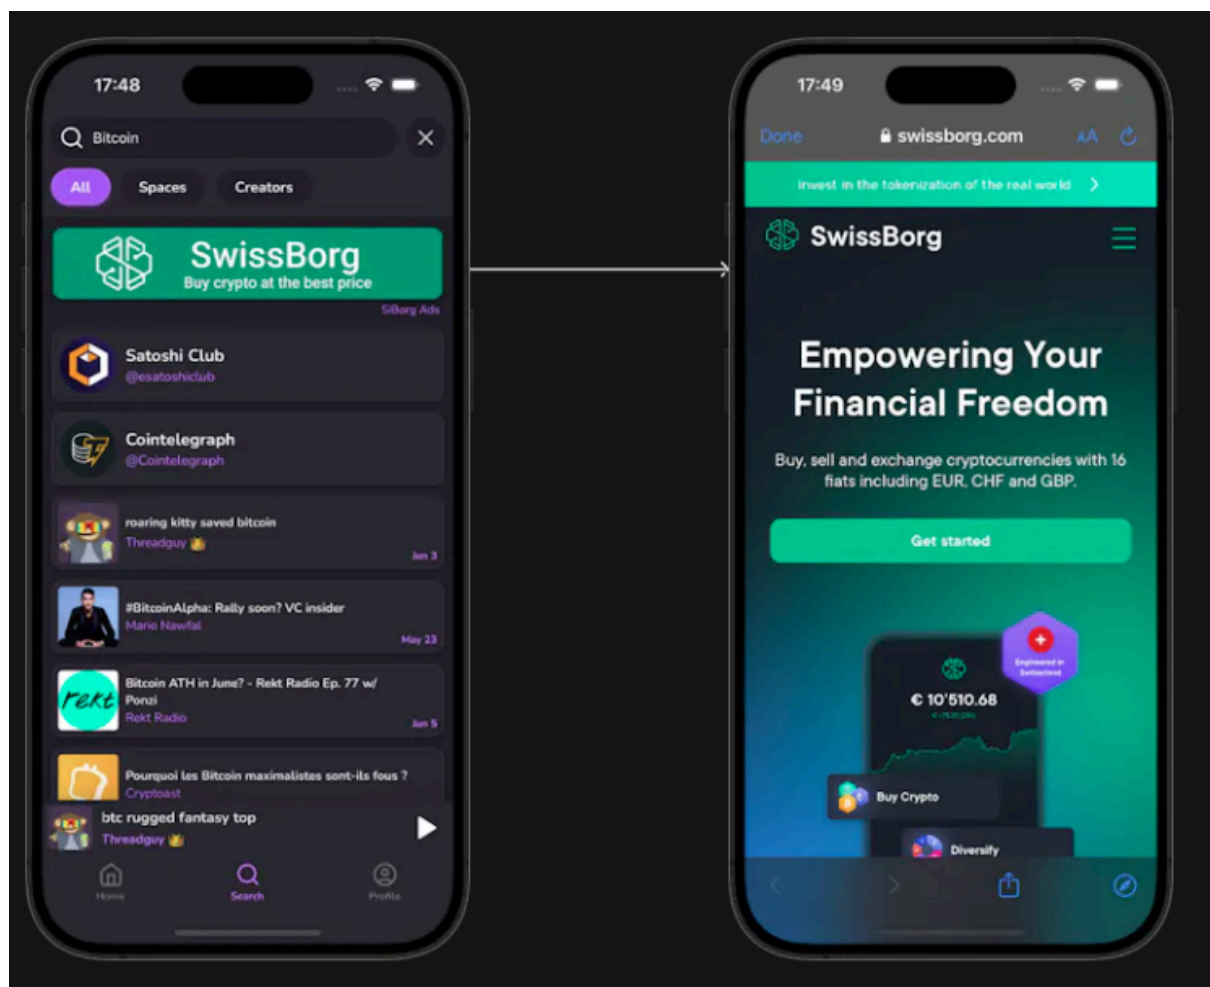 17:48
Bitcoin
All
Spaces
Creators
SwissBorg
Buy crypto at the best price
SiBorg Ads
Satoshi Club
@esatoshiclub
Cointelegraph
@Cointelegraph
roaring kitty saved bitcoin
Threadguy
Jun 3
#BitcoinAlpha: Rally soon? VC insider
Mario Nawfal
May 23
rekt
Bitcoin ATH in June? - Rekt Radio Ep. 77 w/
Ponzi
Rekt Radio
Jun 5
Pourquoi les Bitcoin maximalistes sont-ils fous ?
Cryptoast
btc rugged fantasy top
Threadguy
Home
Search
Profile
17:49
Done
swissborg.com
AA
Invest in the tokenization of the real world
SwissBorg
Empowering Your
Financial Freedom
Buy, sell and exchange cryptocurrencies with 16
fiats including EUR, CHF and GBP.
Get started
Engineered in
Switzerland
€ 10'510.68
Buy Crypto
Diversify